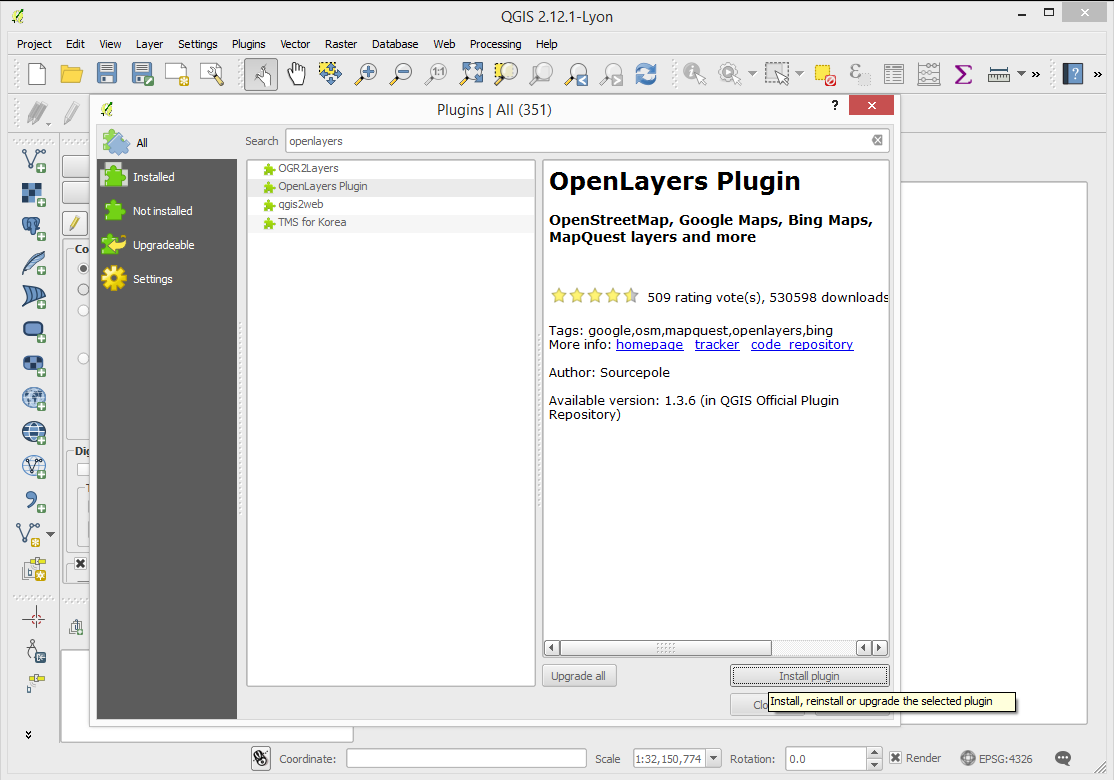 QGIS 2.12.1-Lyon
Project Edit View Layer Settings Plugins Vector Raster Database Web Processing Help
1:1
»
?
»
Plugins | All (351)
?
All
Search
openlayers
Installed
Not installed
Upgradeable
Settings
OGR2Layers
OpenLayers Plugin
qgis2web
TMS for Korea
OpenLayers Plugin
OpenStreetMap, Google Maps, Bing Maps,
MapQuest layers and more
509 rating vote(s), 530598 downloads
Tags: google,osm,mapquest,openlayers,bing
More info: homepage tracker code repository
Author: Sourcepole
Available version: 1.3.6 (in QGIS Official Plugin
Repository)
Upgrade all
Install plugin
Install, reinstall or upgrade the selected plugin
Clo
Co
Dig
Coordinate:
Scale
1:32,150,774
Rotation:
0.0
Render
EPSG:4326